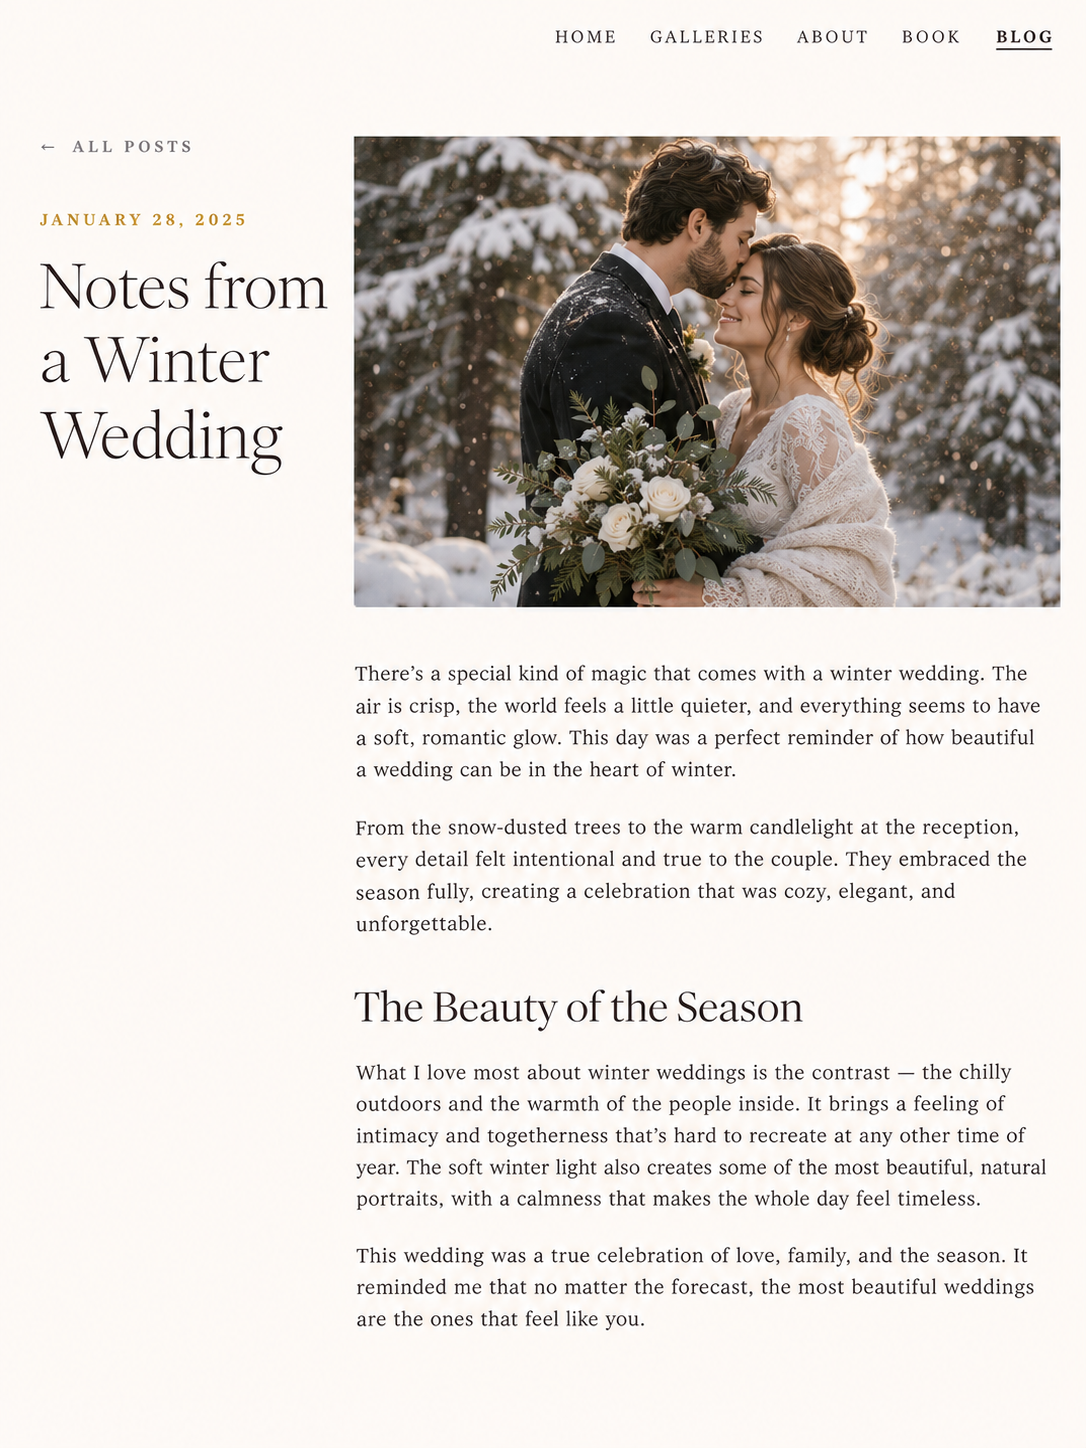 HOME GALLERIES ABOUT BOOK BLOG
← ALL POSTS
JANUARY 28, 2025
Notes from
a Winter
Wedding
There’s a special kind of magic that comes with a winter wedding. The
air is crisp, the world feels a little quieter, and everything seems to have
a soft, romantic glow. This day was a perfect reminder of how beautiful
a wedding can be in the heart of winter.
From the snow-dusted trees to the warm candlelight at the reception,
every detail felt intentional and true to the couple. They embraced the
season fully, creating a celebration that was cozy, elegant, and
unforgettable.
The Beauty of the Season
What I love most about winter weddings is the contrast — the chilly
outdoors and the warmth of the people inside. It brings a feeling of
intimacy and togetherness that’s hard to recreate at any other time of
year. The soft winter light also creates some of the most beautiful, natural
portraits, with a calmness that makes the whole day feel timeless.
This wedding was a true celebration of love, family, and the season. It
reminded me that no matter the forecast, the most beautiful weddings
are the ones that feel like you.